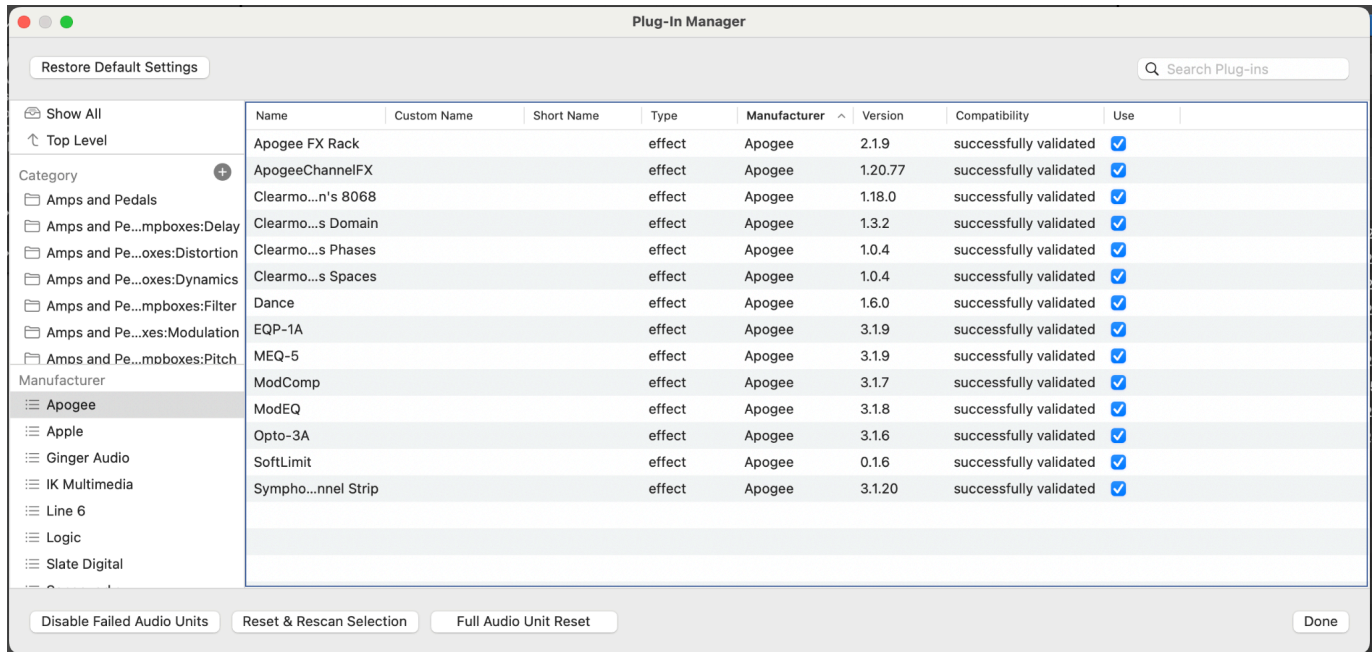 Plug-In Manager
Restore Default Settings
Search Plug-ins
Show All
Top Level
Category
Amps and Pedals
Amps and Pe...mpboxes:Delay
Amps and Pe...oxes:Distortion
Amps and Pe...oxes:Dynamics
Amps and Pe...mpboxes:Filter
Amps and Pe...xes:Modulation
Amps and Pe...mpboxes:Pitch
Manufacturer
Apogee
Apple
Ginger Audio
IK Multimedia
Line 6
Logic
Slate Digital
Name Custom Name Short Name Type Manufacturer Version Compatibility Use
Apogee FX Rack effect Apogee 2.1.9 successfully validated
ApogeeChannelFX effect Apogee 1.20.77 successfully validated
Clearmo...n's 8068 effect Apogee 1.18.0 successfully validated
Clearmo...s Domain effect Apogee 1.3.2 successfully validated
Clearmo...s Phases effect Apogee 1.0.4 successfully validated
Clearmo...s Spaces effect Apogee 1.0.4 successfully validated
Dance effect Apogee 1.6.0 successfully validated
EQP-1A effect Apogee 3.1.9 successfully validated
MEQ-5 effect Apogee 3.1.9 successfully validated
ModComp effect Apogee 3.1.7 successfully validated
ModEQ effect Apogee 3.1.8 successfully validated
Opto-3A effect Apogee 3.1.6 successfully validated
SoftLimit effect Apogee 0.1.6 successfully validated
Sympho...nnel Strip effect Apogee 3.1.20 successfully validated
Disable Failed Audio Units Reset & Rescan Selection Full Audio Unit Reset Done